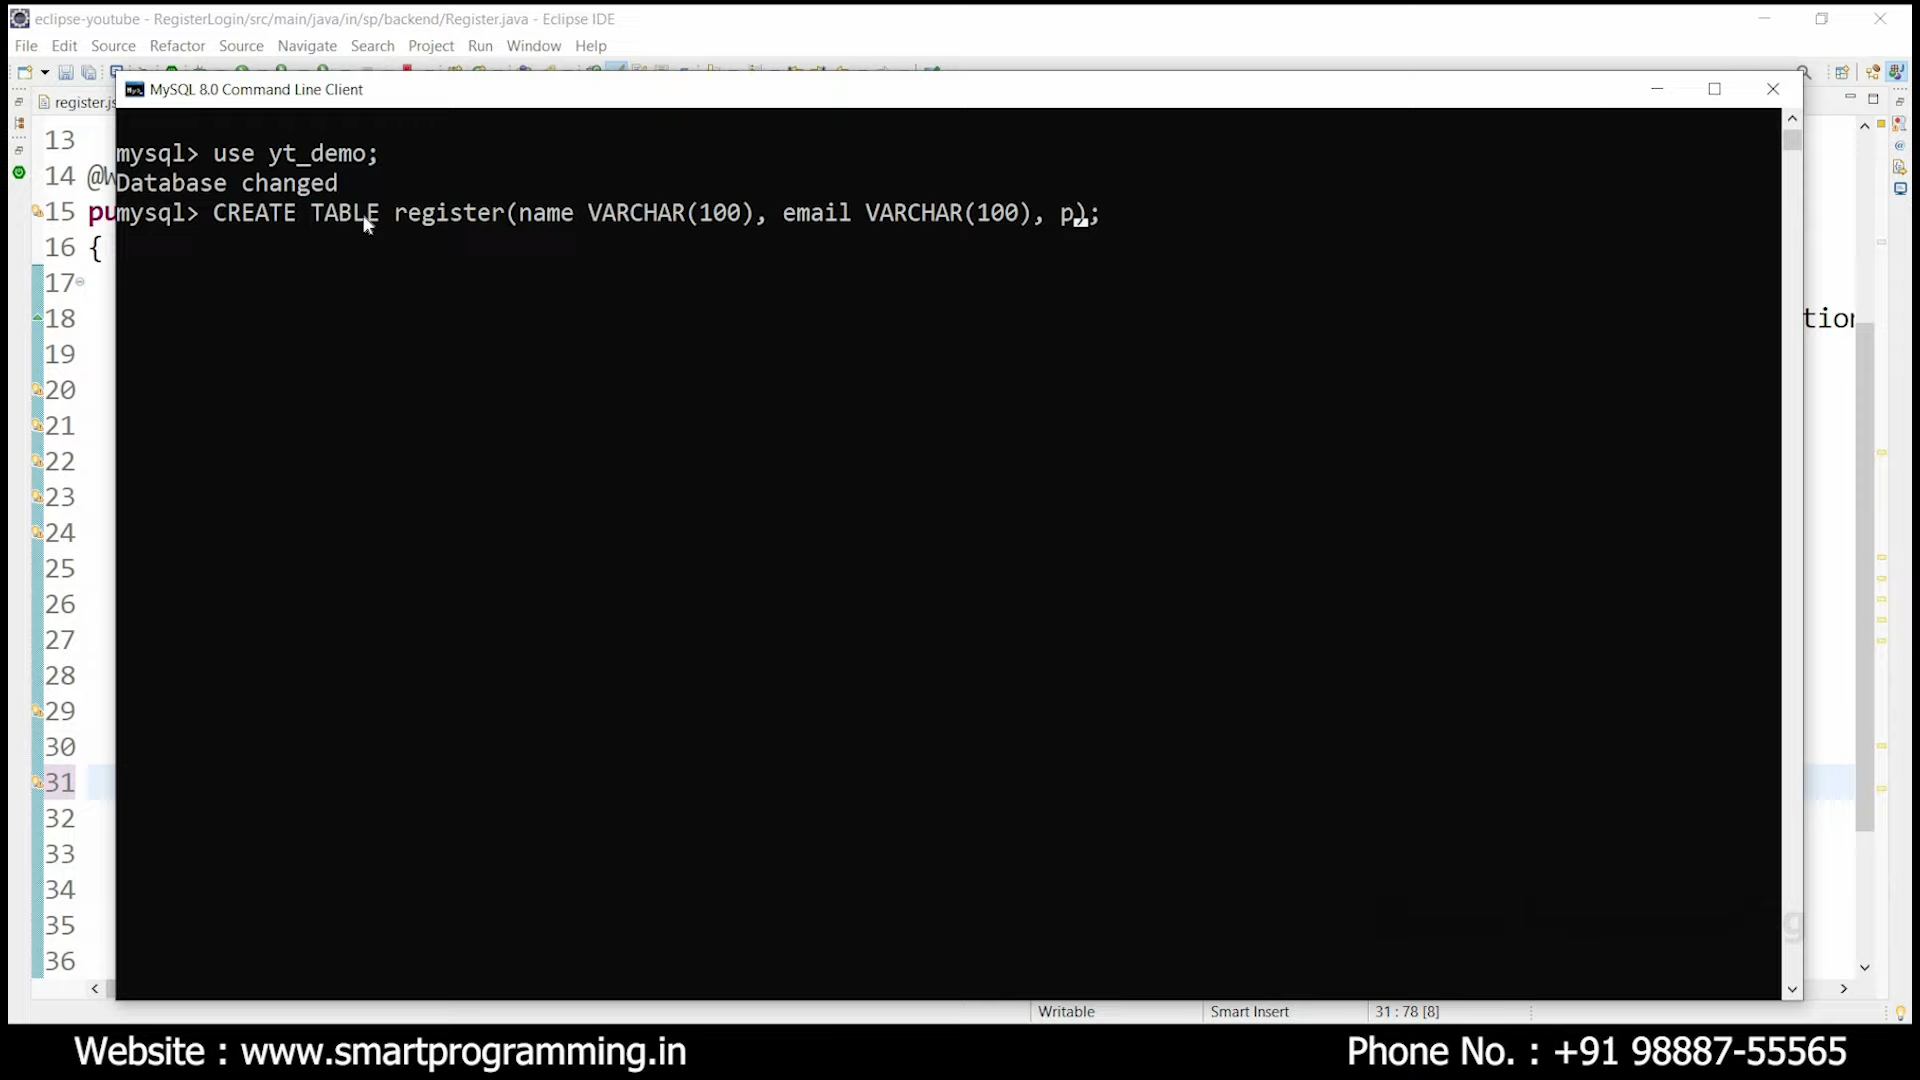 eclipse-youtube - RegisterLogin/src/main/java/in/sp/backend/Register.java - Eclipse IDE
File Edit Source Refactor Source Navigate Search Project Run Window Help
MySQL 8.0 Command Line Client
register.js
13
mysql> use yt_demo;
14 @W
Database changed
15 pu
mysql> CREATE TABLE register(name VARCHAR(100), email VARCHAR(100), p);
16 {
17
18
tion
19
20
21
22
23
24
25
26
27
28
29
30
31
32
33
34
35
36
Writable Smart Insert 31 : 78 [8]
Website : www.smartprogramming.in Phone No. : +91 98887-55565